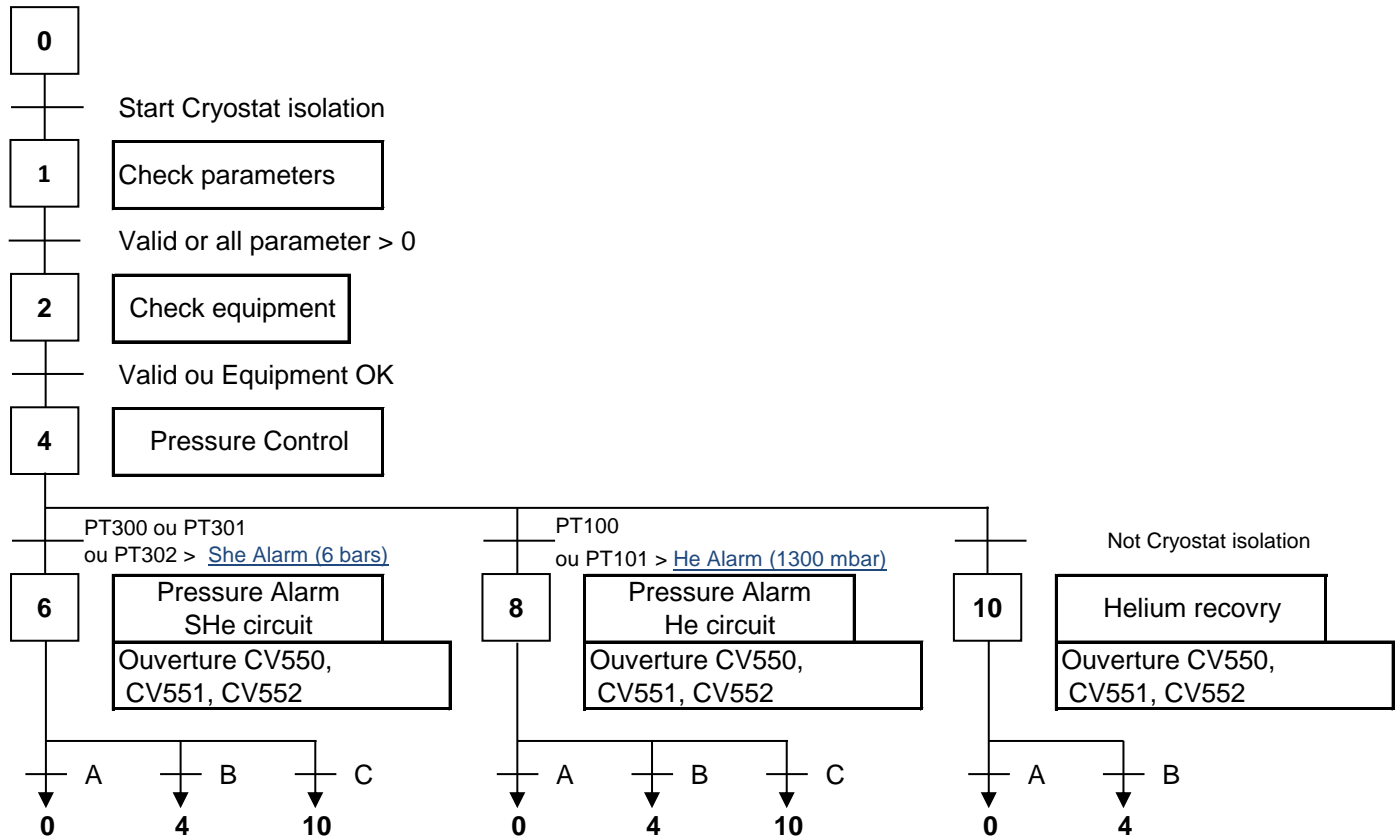 0
Start Cryostat isolation
1
Check parameters
Valid or all parameter > 0
2
Check equipment
Valid ou Equipment OK
4
Pressure Control
PT300 ou PT301
ou PT302 > She Alarm (6 bars)
PT100
ou PT101 > He Alarm (1300 mbar)
Not Cryostat isolation
6
Pressure Alarm
SHe circuit
Ouverture CV550,
CV551, CV552
8
Pressure Alarm
He circuit
Ouverture CV550,
CV551, CV552
10
Helium recovry
Ouverture CV550,
CV551, CV552
A
B
C
A
B
C
A
B
0
4
10
0
4
10
0
4